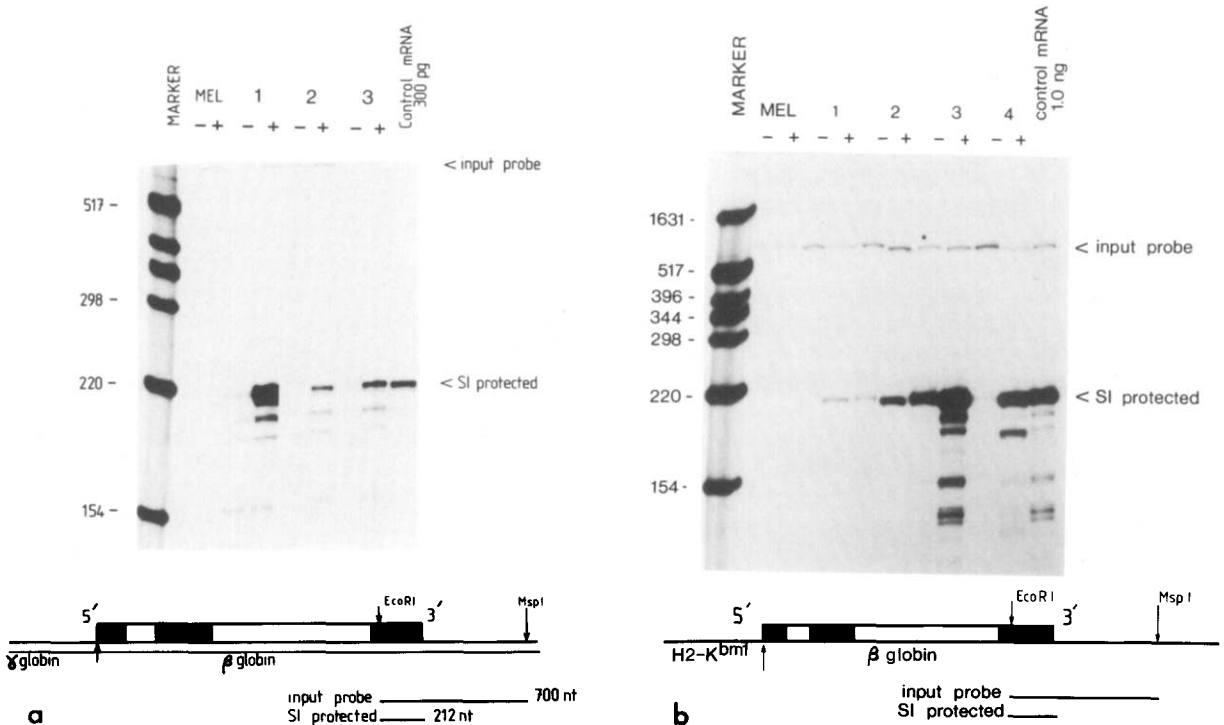 MARKER
MEL 1 2 3
Control mRNA
300 pg
- + - + - + - +
< input probe
517 -
298 -
220 -
< SI protected
154 -
5′
EcoRI
3′
MspI
γ globin
β globin
input probe 700 nt
SI protected 212 nt
a
MARKER
MEL 1 2 3 4
control mRNA
1.0 ng
- + - + - + - + - +
1631 -
< input probe
517 -
396 -
344 -
298 -
220 -
< SI protected
154 -
5′
EcoRI
3′
Msp I
H2-K^bm1
β globin
input probe
SI protected
b